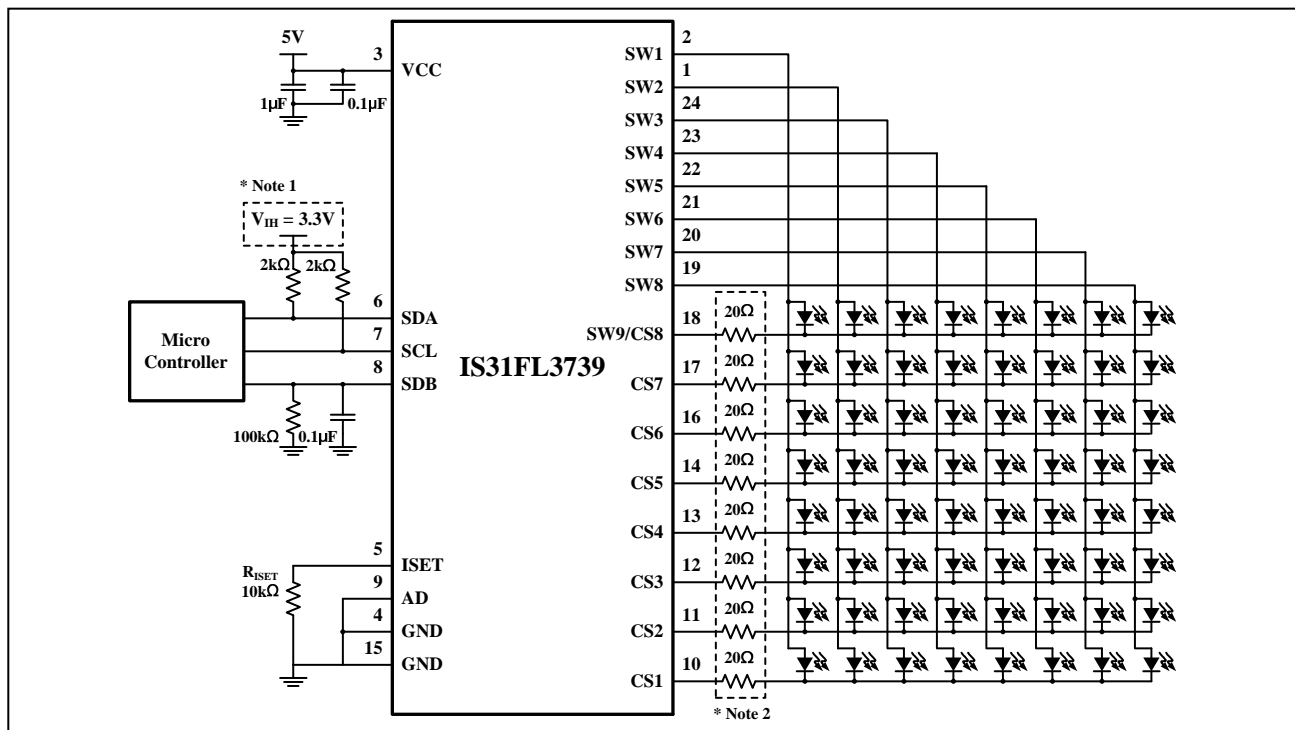 5V
3
VCC
1µF
0.1µF
* Note 1
V_IH = 3.3V
2kΩ
2kΩ
Micro
Controller
6
SDA
7
SCL
8
SDB
100kΩ
0.1µF
5
ISET
R_ISET
10kΩ
9
AD
4
GND
15
GND
IS31FL3739
2
SW1
1
SW2
24
SW3
23
SW4
22
SW5
21
SW6
20
SW7
19
SW8
18
20Ω
SW9/CS8
17
20Ω
CS7
16
20Ω
CS6
14
20Ω
CS5
13
20Ω
CS4
12
20Ω
CS3
11
20Ω
CS2
10
20Ω
CS1
* Note 2